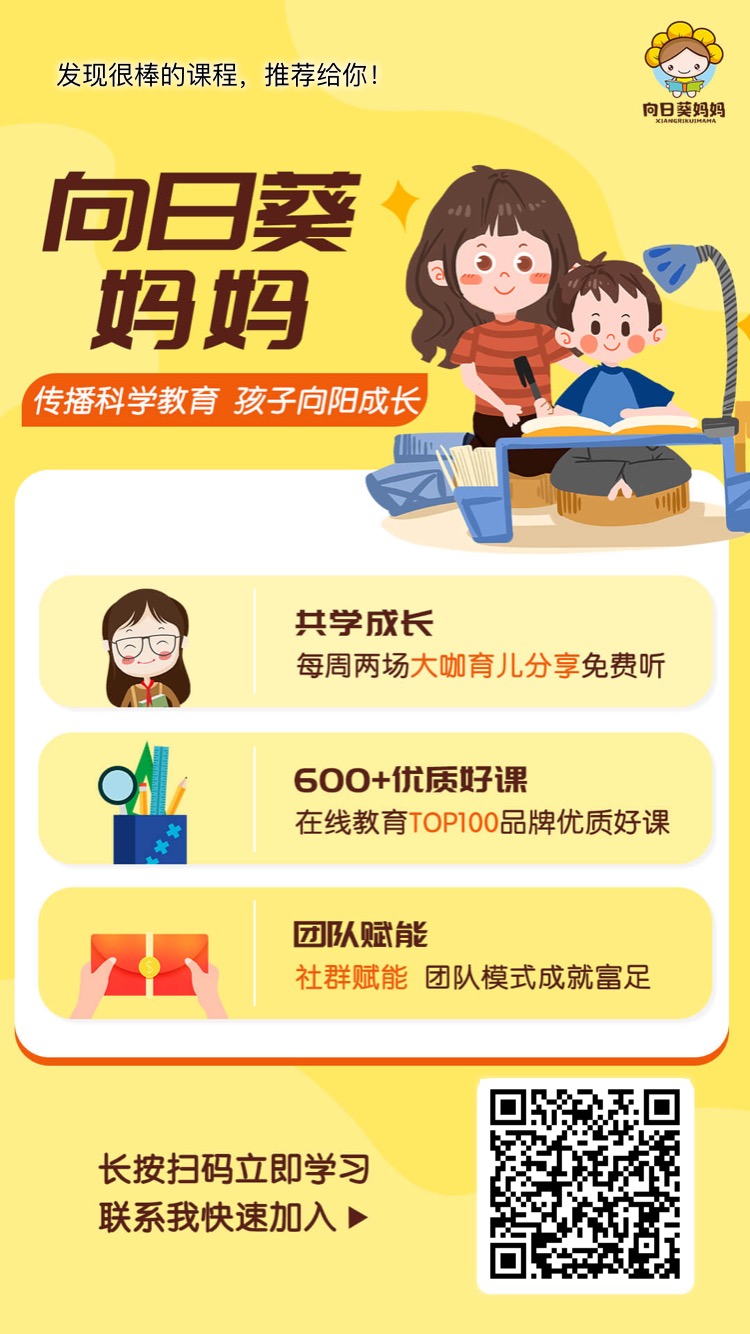 发现很棒的课程，推荐给你！
向日葵妈妈
XIANGRIKUIMAMA
向日葵
妈妈
传播科学教育 孩子向阳成长
共学成长
每周两场大咖育儿分享免费听
600+优质好课
在线教育TOP100品牌优质好课
团队赋能
社群赋能 团队模式成就富足
长按扫码立即学习
联系我快速加入